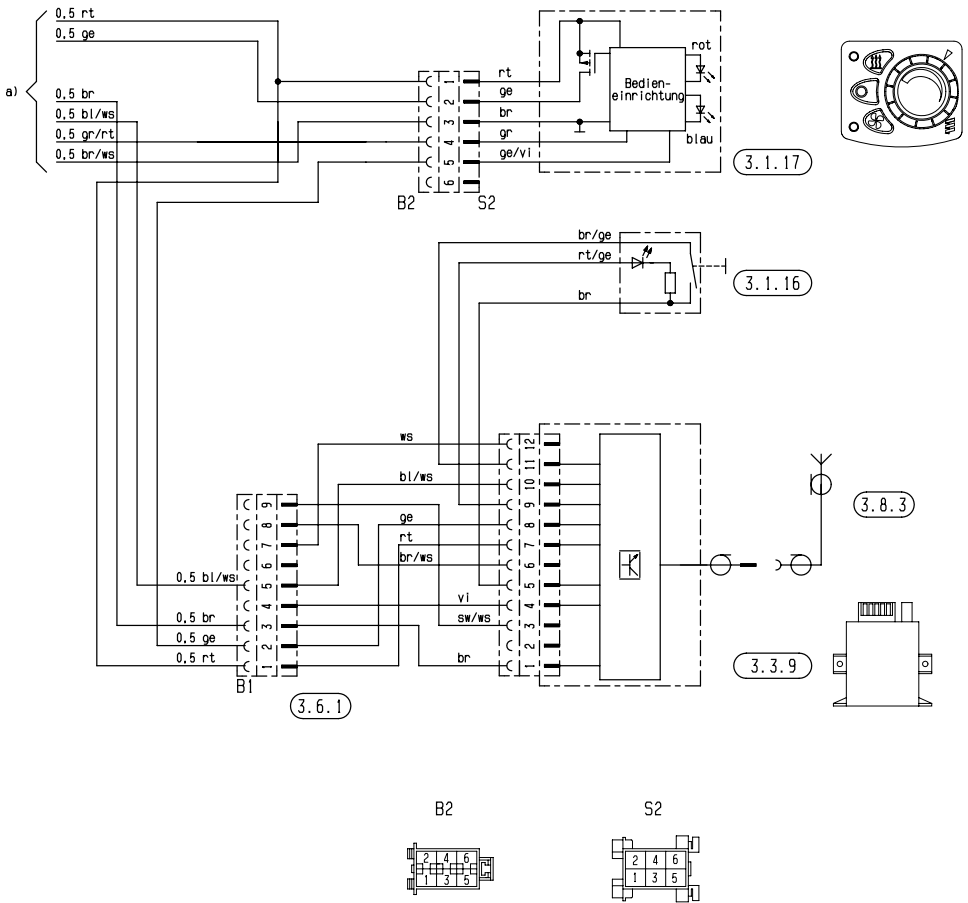 0,5 rt
0,5 ge
a)
0,5 br
0,5 bl/ws
0,5 gr/rt
0,5 br/ws
1
2
3
4
5
6
B2
S2
rt
ge
br
gr
ge/vi
Bedien-
einrichtung
rot
blau
3.1.17
br/ge
rt/ge
br
3.1.16
ws
bl/ws
ge
rt
br/ws
vi
sw/ws
br
12
11
10
9
8
7
6
5
4
3
2
1
3.8.3
3.3.9
9
8
7
6
5
4
3
2
1
0,5 bl/ws
0,5 br
0,5 ge
0,5 rt
B1
3.6.1
B2
S2
2 4 6
1 3 5
2 4 6
1 3 5